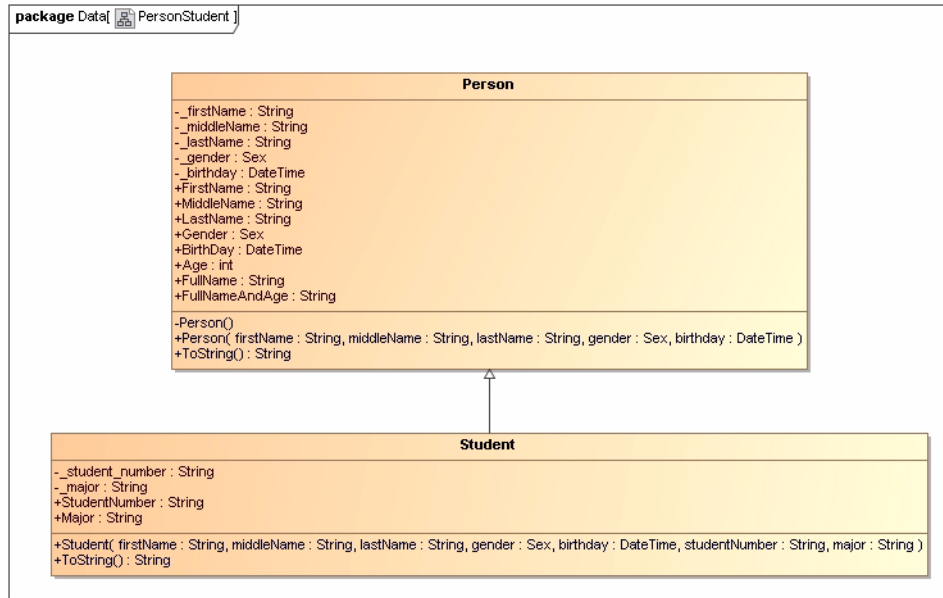 package Data[ PersonStudent ]
Person
-_firstName : String
-_middleName : String
-_lastName : String
-_gender : Sex
-_birthday : DateTime
+FirstName : String
+MiddleName : String
+LastName : String
+Gender : Sex
+BirthDay : DateTime
+Age : int
+FullName : String
+FullNameAndAge : String
-Person()
+Person( firstName : String, middleName : String, lastName : String, gender : Sex, birthday : DateTime )
+ToString() : String
Student
-_student_number : String
-_major : String
+StudentNumber : String
+Major : String
+Student( firstName : String, middleName : String, lastName : String, gender : Sex, birthday : DateTime, studentNumber : String, major : String )
+ToString() : String